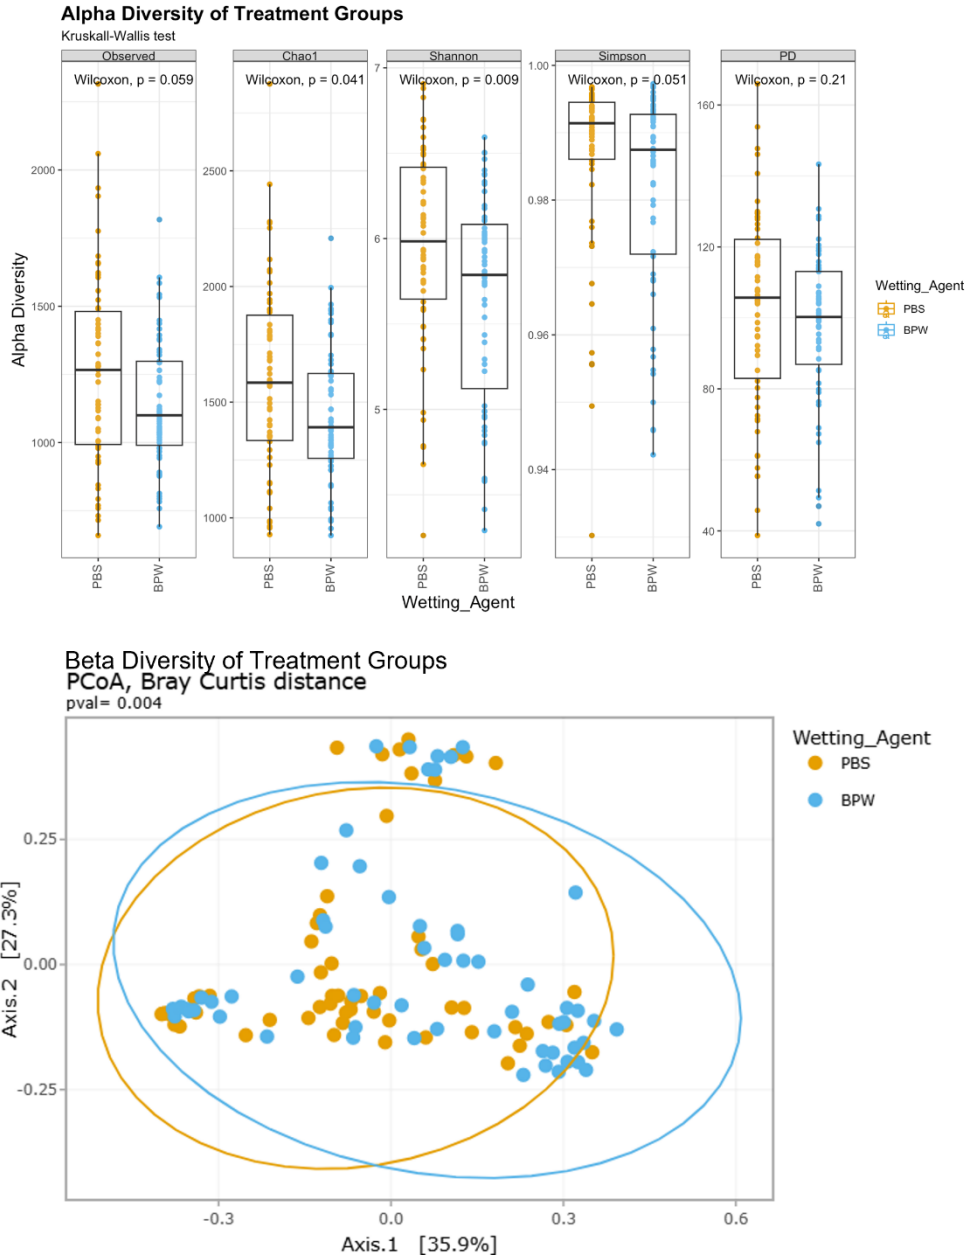 Alpha Diversity of Treatment Groups
Kruskall-Wallis test
Observed Chao1 Shannon Simpson PD
Wilcoxon, p = 0.059 Wilcoxon, p = 0.041 Wilcoxon, p = 0.009 Wilcoxon, p = 0.051 Wilcoxon, p = 0.21
2000
1500
1000
2500
2000
1500
1000
7
6
5
1.00
0.98
0.96
0.94
160
120
80
40
Alpha Diversity
PBS BPW PBS BPW PBS BPW PBS BPW PBS BPW
Wetting_Agent
Wetting_Agent
PBS
BPW
Beta Diversity of Treatment Groups
PCoA, Bray Curtis distance
pval= 0.004
Wetting_Agent
PBS
BPW
0.25
0.00
-0.25
Axis.2 [27.3%]
-0.3 0.0 0.3 0.6
Axis.1 [35.9%]